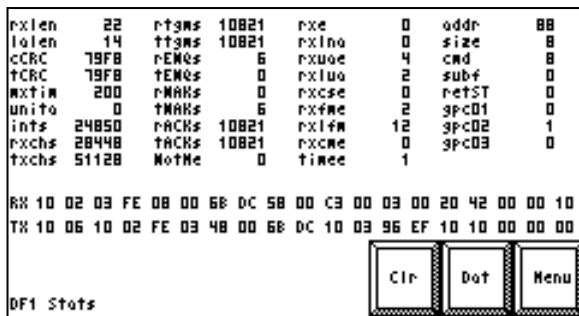 rxlen 22 rtgms 10821 rxe 0 addr 88
lalen 14 ttgms 10821 rxlna 0 size 8
cCRC 79F8 rENQs 6 rxuae 4 cmd 8
tCRC 79F8 tENQs 0 rxlua 2 subf 0
mxtim 200 rNAKs 0 rxcse 0 retST 0
unito 0 tNAKs 6 rxfme 2 gpc01 0
ints 24850 rACKs 10821 rxlfm 12 gpc02 1
rxchs 28448 tACKs 10821 rxcme 0 gpc03 0
txchs 51128 NotMe 0 timee 1
RX 10 02 03 FE 08 00 6B DC 58 00 C3 00 03 00 20 42 00 00 10
TX 10 06 10 02 FE 03 48 00 6B DC 10 03 96 EF 10 10 00 00 00
Clr Dat Menu
DF1 Stats